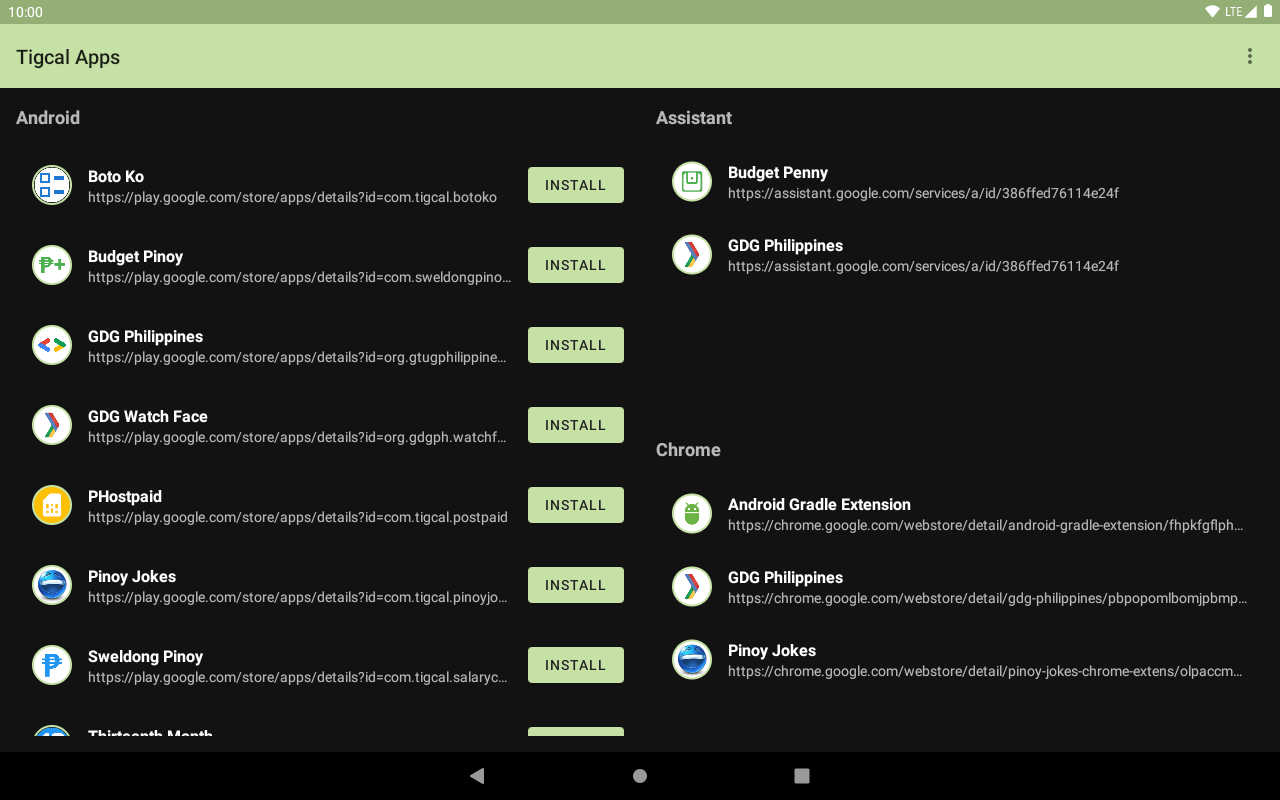 10:00
LTE
Tigcal Apps
Android
Boto Ko
https://play.google.com/store/apps/details?id=com.tigcal.botoko
INSTALL
Budget Pinoy
https://play.google.com/store/apps/details?id=com.sweldongpino…
INSTALL
GDG Philippines
https://play.google.com/store/apps/details?id=org.gtugphilippine…
INSTALL
GDG Watch Face
https://play.google.com/store/apps/details?id=org.gdgph.watchf…
INSTALL
PHostpaid
https://play.google.com/store/apps/details?id=com.tigcal.postpaid
INSTALL
Pinoy Jokes
https://play.google.com/store/apps/details?id=com.tigcal.pinoyjo…
INSTALL
Sweldong Pinoy
https://play.google.com/store/apps/details?id=com.tigcal.salaryc…
INSTALL
Thirteenth Month
Assistant
Budget Penny
https://assistant.google.com/services/a/id/386ffed76114e24f
GDG Philippines
https://assistant.google.com/services/a/id/386ffed76114e24f
Chrome
Android Gradle Extension
https://chrome.google.com/webstore/detail/android-gradle-extension/fhpkfgflph…
GDG Philippines
https://chrome.google.com/webstore/detail/gdg-philippines/pbpopomlbomjpbmp…
Pinoy Jokes
https://chrome.google.com/webstore/detail/pinoy-jokes-chrome-extens/olpaccm…